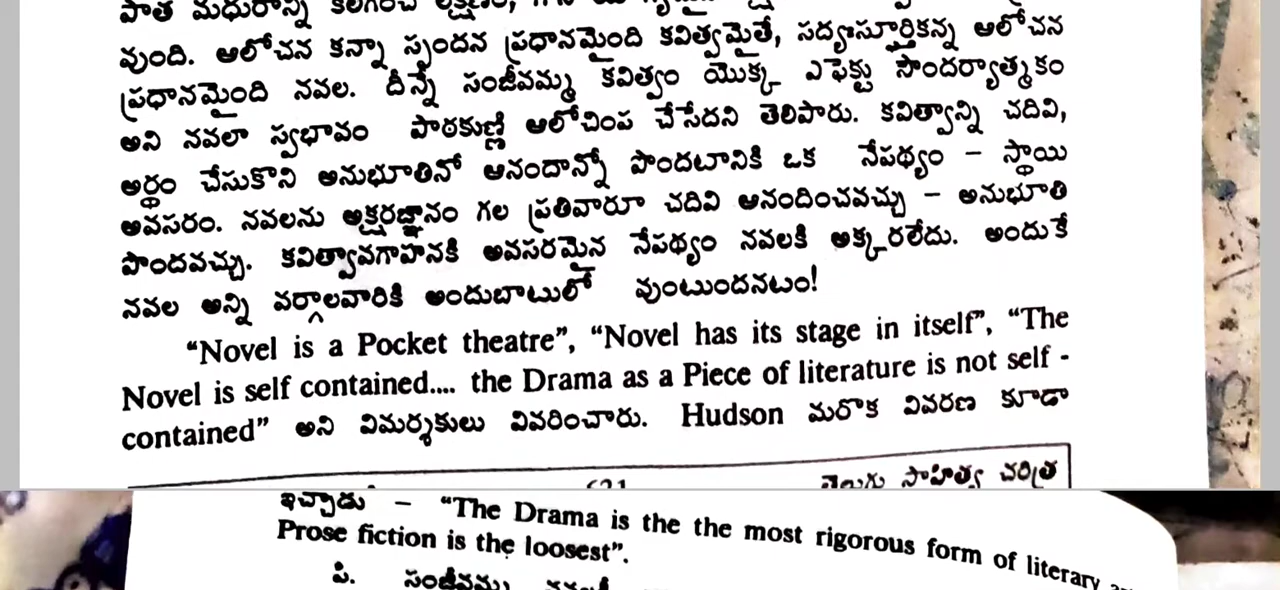 వుంది. ఆలోచన కన్నా స్పందన ప్రధానమైంది కవిత్వమైతే, సద్యఃస్ఫూర్తికన్న ఆలోచన
ప్రధానమైంది నవల. దీన్నే సంజీవమ్మ కవిత్వం యొక్క ఎఫెక్టు సౌందర్యాత్మకం
అని నవలా స్వభావం పాఠకుణ్ణి ఆలోచింప చేసేదని తెలిపారు. కవిత్వాన్ని చదివి,
అర్థం చేసుకొని అనుభూతినో ఆనందాన్నో పొందటానికి ఒక నేపథ్యం – స్థాయి
అవసరం. నవలను అక్షరజ్ఞానం గల ప్రతివారూ చదివి ఆనందించవచ్చు – అనుభూతి
పొందవచ్చు. కవిత్వావగాహనకి అవసరమైన నేపథ్యం నవలకి అక్కరలేదు. అందుకే
నవల అన్ని వర్గాలవారికి అందుబాటులో వుంటుందనటం!
“Novel is a Pocket theatre”, “Novel has its stage in itself”, “The
Novel is self contained.... the Drama as a Piece of literature is not self -
contained” అని విమర్శకులు వివరించారు. Hudson మరొక వివరణ కూడా
తెలుగు సాహిత్య చరిత్ర
ఇచ్చాడు – “The Drama is the the most rigorous form of literary
Prose fiction is the loosest”.
పి. సంజీవమ్మ